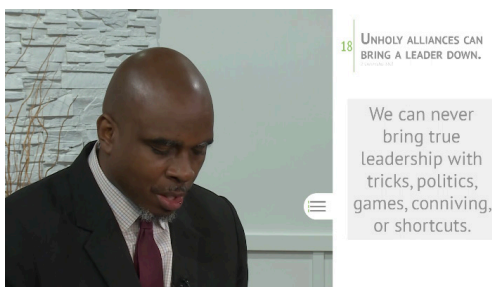 18
UNHOLY ALLIANCES CAN
BRING A LEADER DOWN.
We can never
bring true
leadership with
tricks, politics,
games, conniving,
or shortcuts.